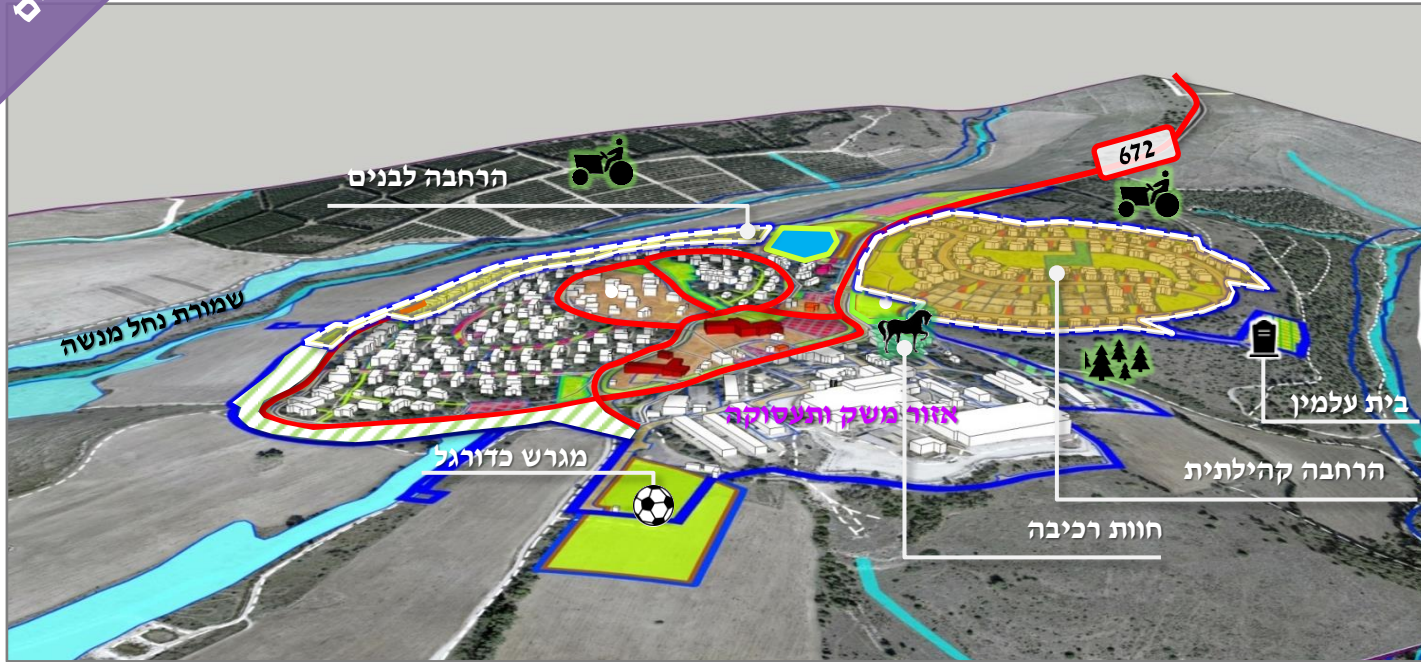 672
הרחבה לבנים
שמורת נחל מנשה
בית עלמין
אזור משק ותעסוקה
מגרש כדורגל
הרחבה קהילתית
חוות רכיבה